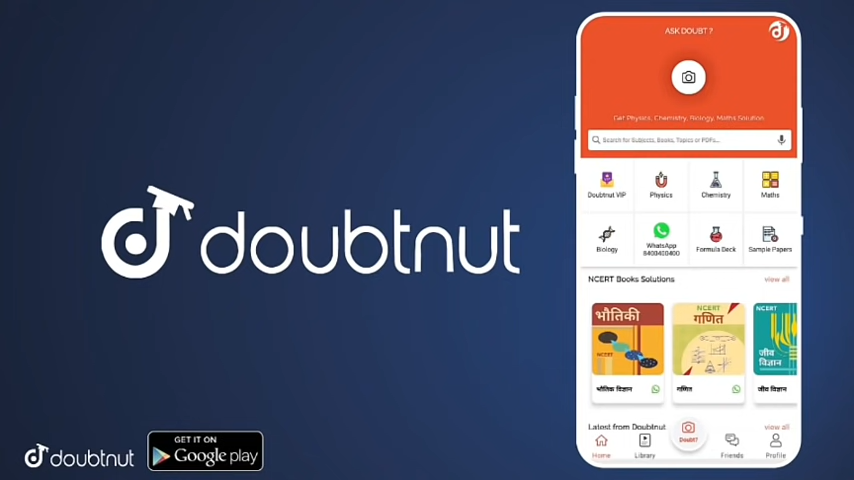 doubtnut
doubtnut
GET IT ON
Google play
ASK DOUBT ?
Get Physics, Chemistry, Biology, Maths Solution
Search for Subjects, Books, Topics or PDFs...
Doubtnut VIP
Physics
Chemistry
Maths
Biology
WhatsApp
8400400400
Formula Deck
Sample Papers
NCERT Books Solutions
view all
भौतिकी
NCERT
भौतिक विज्ञान
NCERT
गणित
गणित
NCERT
जीव
विज्ञान
जीव विज्ञान
Latest from Doubtnut
view all
Home
Library
Doubt?
Friends
Profile